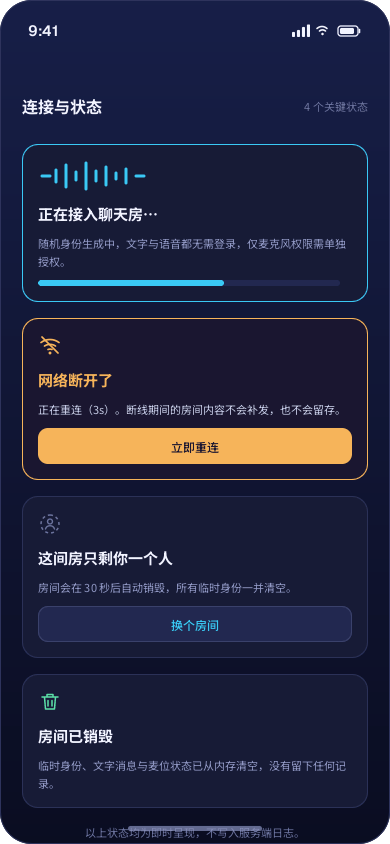 9:41
连接与状态
4 个关键状态
正在接入聊天房…
随机身份生成中，文字与语音都无需登录，仅麦克风权限需单独
授权。
网络断开了
正在重连（3s）。断线期间的房间内容不会补发，也不会留存。
立即重连
这间房只剩你一个人
房间会在 30 秒后自动销毁，所有临时身份一并清空。
换个房间
房间已销毁
临时身份、文字消息与麦位状态已从内存清空，没有留下任何记
录。
以上状态均为即时呈现，不写入服务端日志。